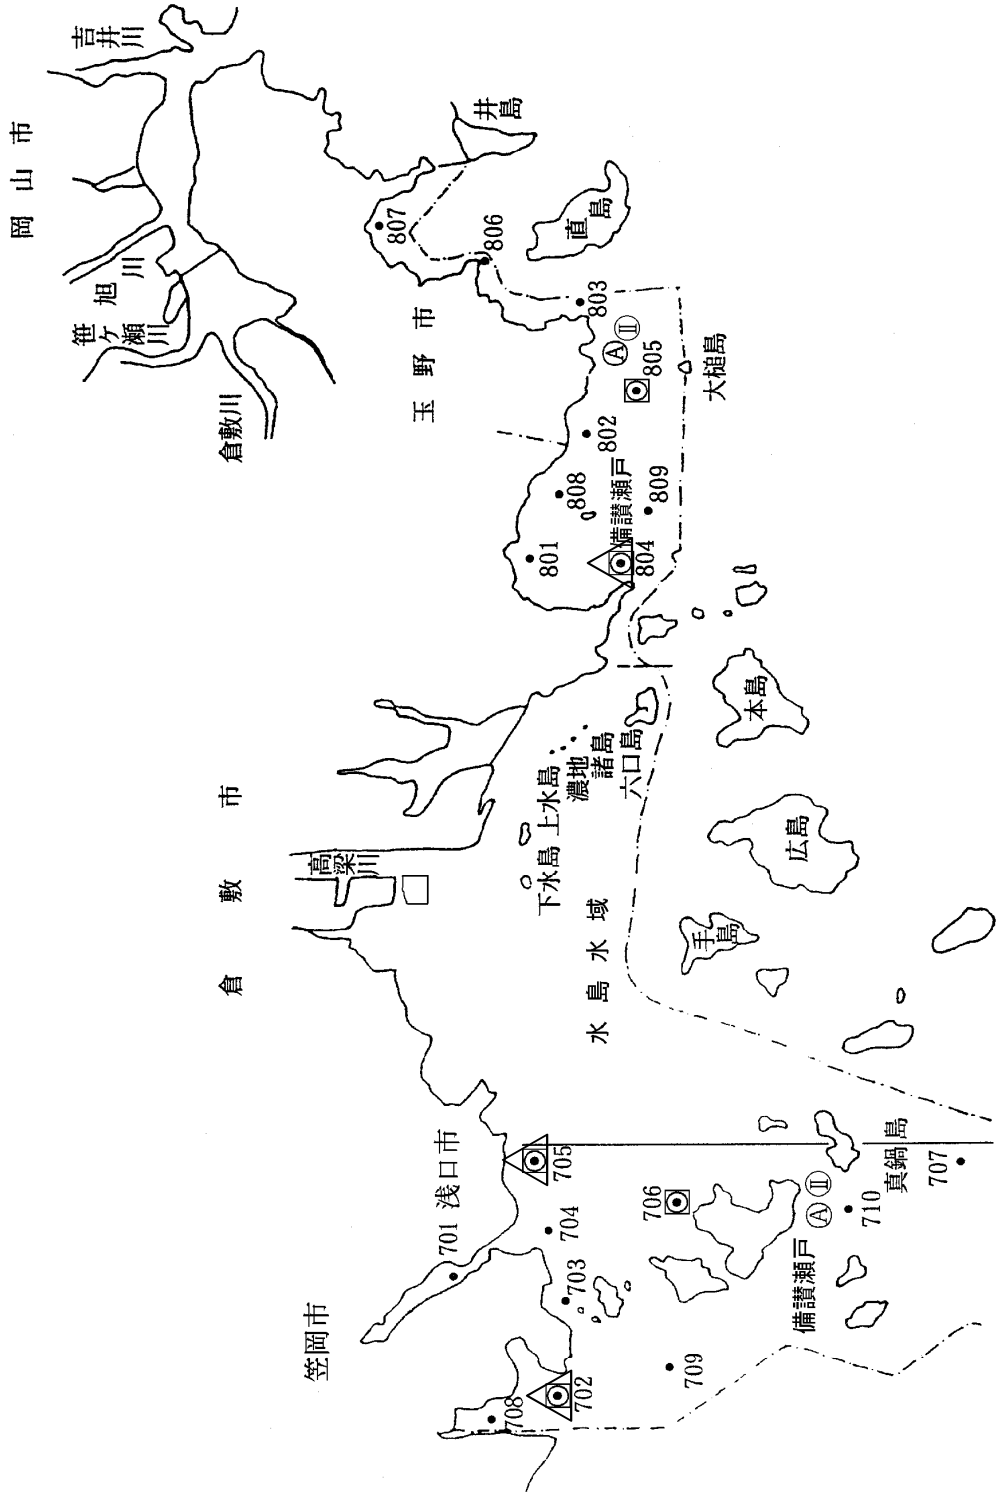 岡山市
吉井川
旭川
笹ヶ瀬川
倉敷川
玉野市
井島
直島
807
806
803
Ⓐ Ⅱ
805
大槌島
802
808
備讃瀬戸
809
801
804
倉敷市
高梁川
本島
六口島
濃地諸島
上水島
下水島
広島
手島
水島水域
浅口市
705
真鍋島
707
706
Ⓐ Ⅱ
710
備讃瀬戸
701
704
703
笠岡市
709
702
708